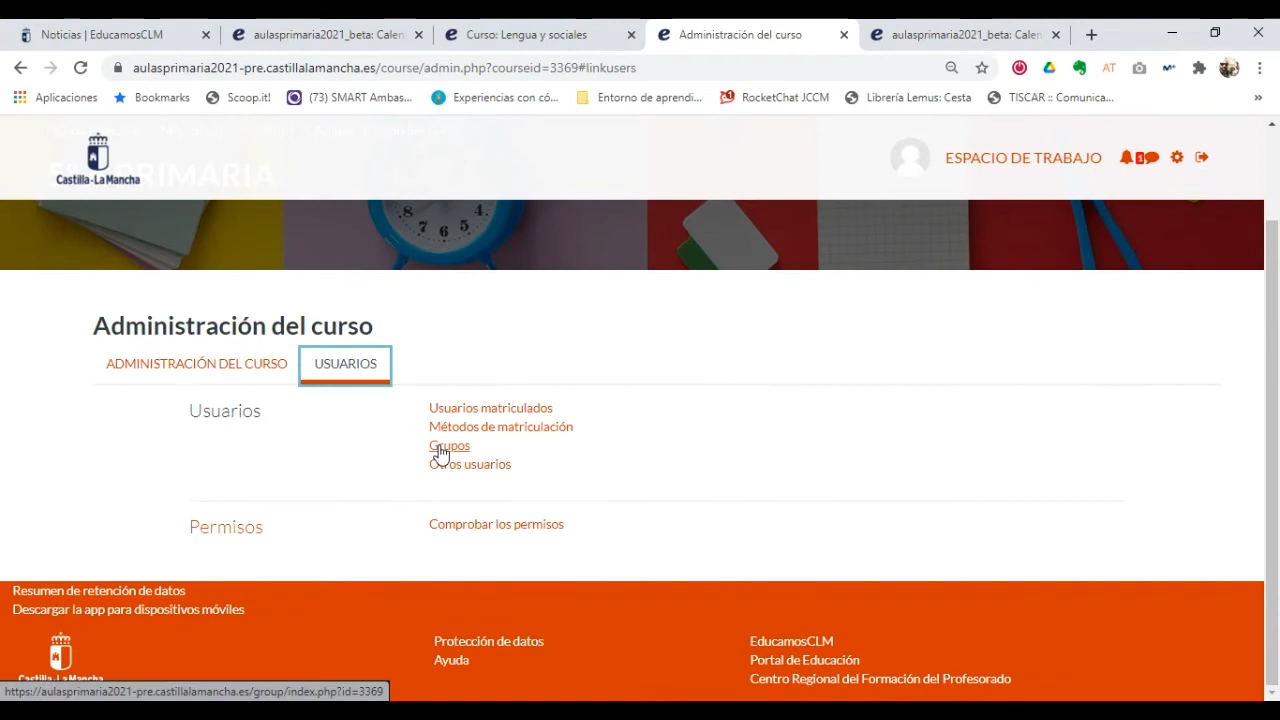 Noticias | EducamosCLM
aulasprimaria2021_beta: Calen
Curso: Lengua y sociales
Administración del curso
aulasprimaria2021_beta: Calen
aulasprimaria2021-pre.castillalamancha.es/course/admin.php?courseid=3369#linkusers
Aplicaciones
Bookmarks
Scoop.it!
(73) SMART Ambas...
Experiencias con có...
Entorno de aprendi...
RocketChat JCCM
Librería Lemus: Cesta
TISCAR :: Comunica...
»
Castilla-La Mancha
PRIMARIA
ESPACIO DE TRABAJO
Administración del curso
ADMINISTRACIÓN DEL CURSO
USUARIOS
Usuarios
Usuarios matriculados
Métodos de matriculación
Grupos
Otros usuarios
Permisos
Comprobar los permisos
Resumen de retención de datos
Descargar la app para dispositivos móviles
Castilla-La Mancha
Protección de datos
Ayuda
EducamosCLM
Portal de Educación
Centro Regional del Formación del Profesorado
https://aulasprimaria2021-pre.castillalamancha.es/group/index.php?id=3369